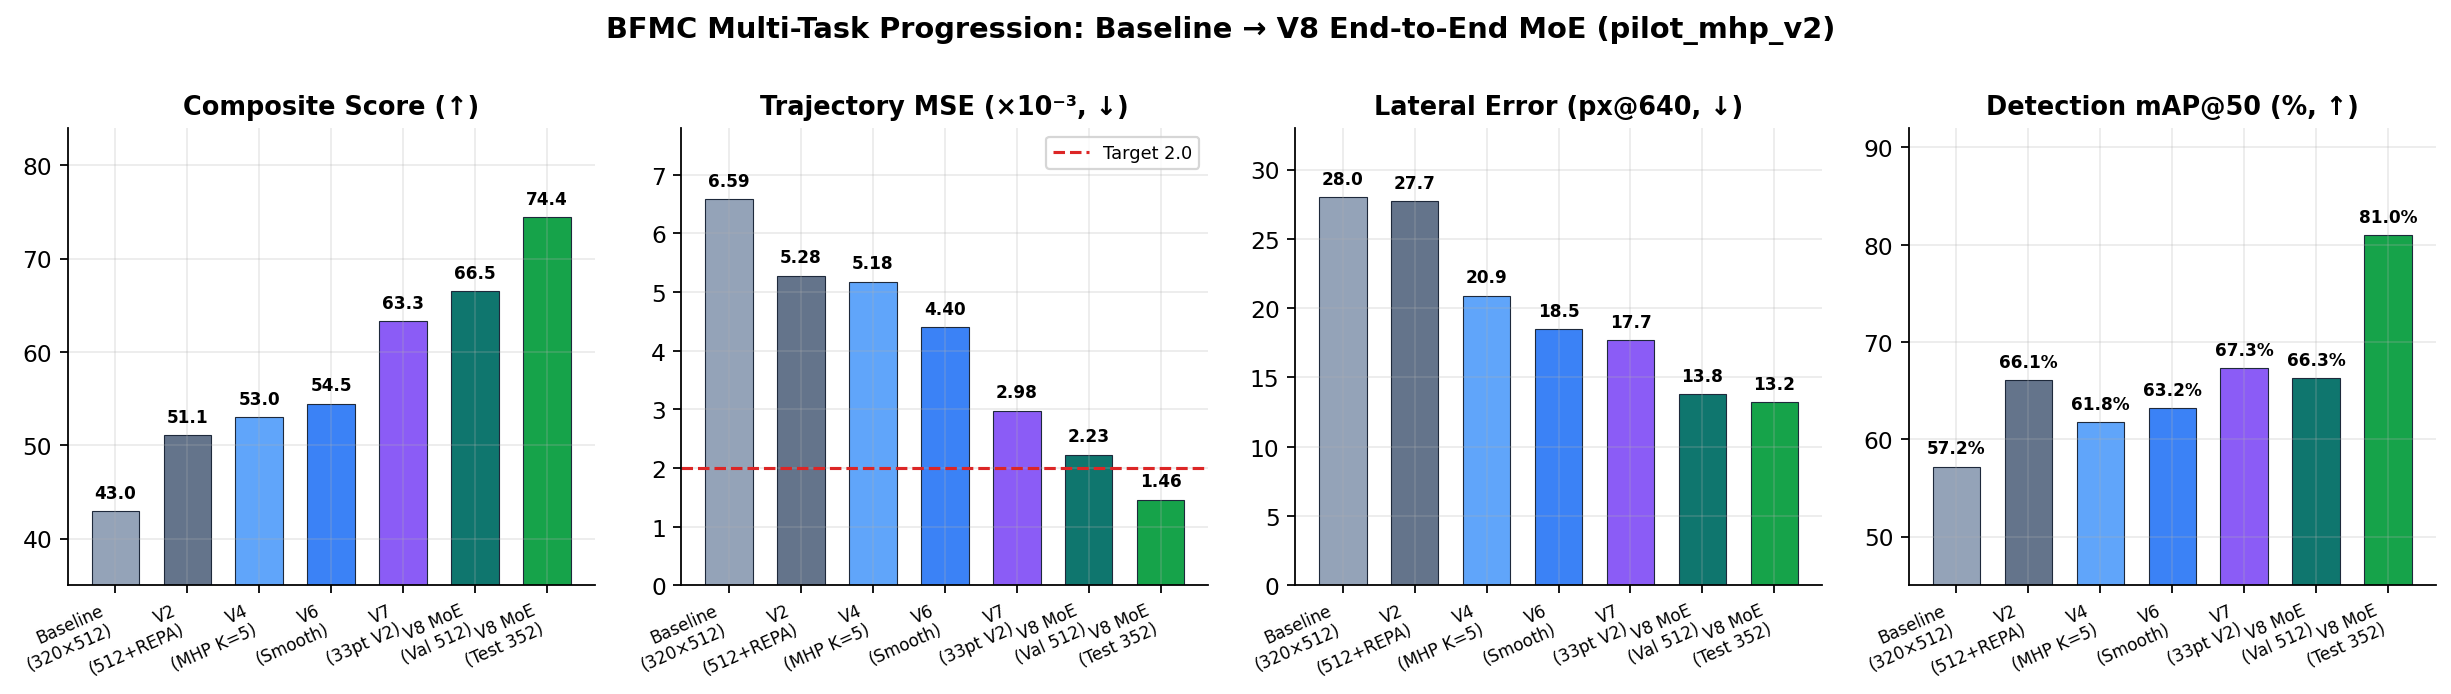 BFMC Multi-Task Progression: Baseline → V8 End-to-End MoE (pilot_mhp_v2)
Composite Score (↑)
80
70
60
50
40
43.0
51.1
53.0
54.5
63.3
66.5
74.4
Baseline
(320×512)
V2
(512+REPA)
V4
(MHP K=5)
V6
(Smooth)
V7
(33pt V2)
V8 MoE
(Val 512)
V8 MoE
(Test 352)
Trajectory MSE (×10⁻³, ↓)
Target 2.0
7
6
5
4
3
2
1
0
6.59
5.28
5.18
4.40
2.98
2.23
1.46
Baseline
(320×512)
V2
(512+REPA)
V4
(MHP K=5)
V6
(Smooth)
V7
(33pt V2)
V8 MoE
(Val 512)
V8 MoE
(Test 352)
Lateral Error (px@640, ↓)
30
25
20
15
10
5
0
28.0
27.7
20.9
18.5
17.7
13.8
13.2
Baseline
(320×512)
V2
(512+REPA)
V4
(MHP K=5)
V6
(Smooth)
V7
(33pt V2)
V8 MoE
(Val 512)
V8 MoE
(Test 352)
Detection mAP@50 (%, ↑)
90
80
70
60
50
57.2%
66.1%
61.8%
63.2%
67.3%
66.3%
81.0%
Baseline
(320×512)
V2
(512+REPA)
V4
(MHP K=5)
V6
(Smooth)
V7
(33pt V2)
V8 MoE
(Val 512)
V8 MoE
(Test 352)